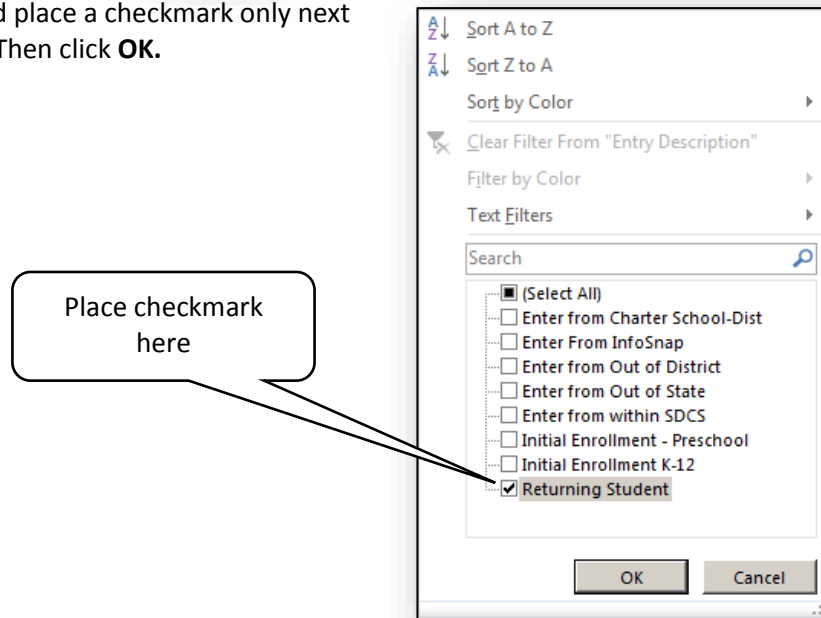 place a checkmark only next
Then click OK.
Sort A to Z
Sort Z to A
Sort by Color
Clear Filter From "Entry Description"
Filter by Color
Text Filters
Search
(Select All)
Enter from Charter School-Dist
Enter From InfoSnap
Enter from Out of District
Enter from Out of State
Enter from within SDCS
Initial Enrollment - Preschool
Initial Enrollment K-12
Returning Student
Place checkmark
here
OK
Cancel